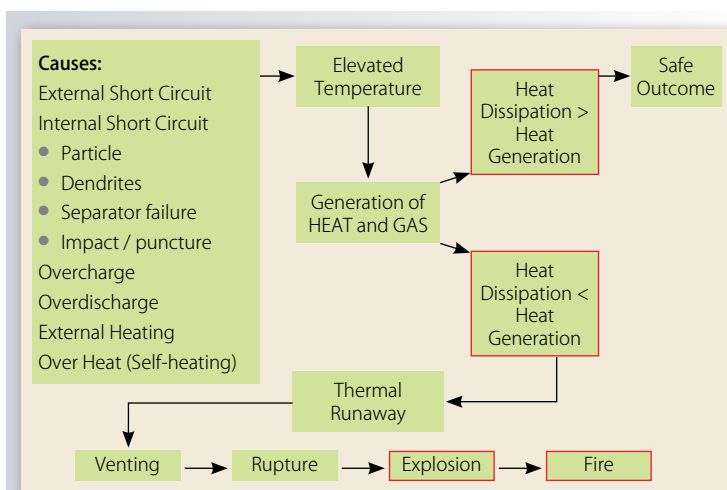 Causes:
External Short Circuit
Internal Short Circuit
Particle
Dendrites
Separator failure
Impact / puncture
Overcharge
Overdischarge
External Heating
Over Heat (Self-heating)
Elevated
Temperature
Generation of
HEAT and GAS
Heat
Dissipation >
Heat
Generation
Safe
Outcome
Heat
Dissipation <
Heat
Generation
Thermal
Runaway
Venting
Rupture
Explosion
Fire